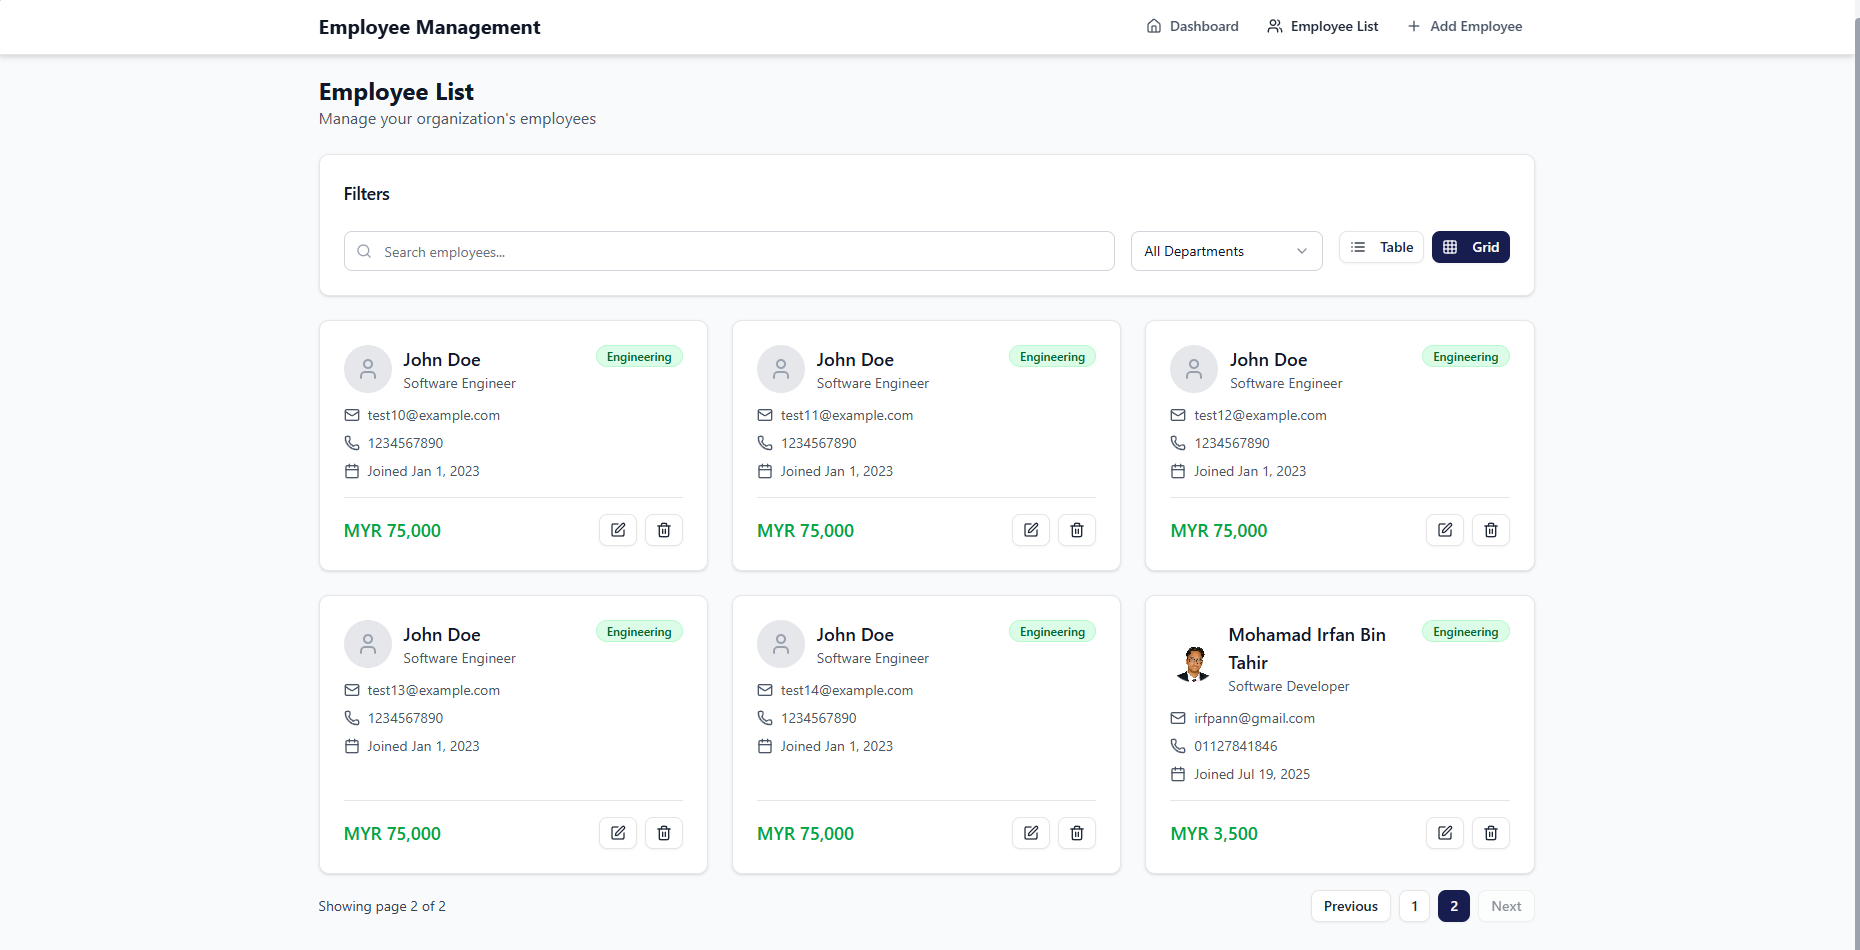 Employee Management
Dashboard
Employee List
Add Employee
Employee List
Manage your organization's employees
Filters
Search employees...
All Departments
Table
Grid
John Doe
Engineering
Software Engineer
test10@example.com
1234567890
Joined Jan 1, 2023
MYR 75,000
John Doe
Engineering
Software Engineer
test11@example.com
1234567890
Joined Jan 1, 2023
MYR 75,000
John Doe
Engineering
Software Engineer
test12@example.com
1234567890
Joined Jan 1, 2023
MYR 75,000
John Doe
Engineering
Software Engineer
test13@example.com
1234567890
Joined Jan 1, 2023
MYR 75,000
John Doe
Engineering
Software Engineer
test14@example.com
1234567890
Joined Jan 1, 2023
MYR 75,000
Mohamad Irfan Bin
Tahir
Engineering
Software Developer
irfpann@gmail.com
01127841846
Joined Jul 19, 2025
MYR 3,500
Showing page 2 of 2
Previous
1
2
Next